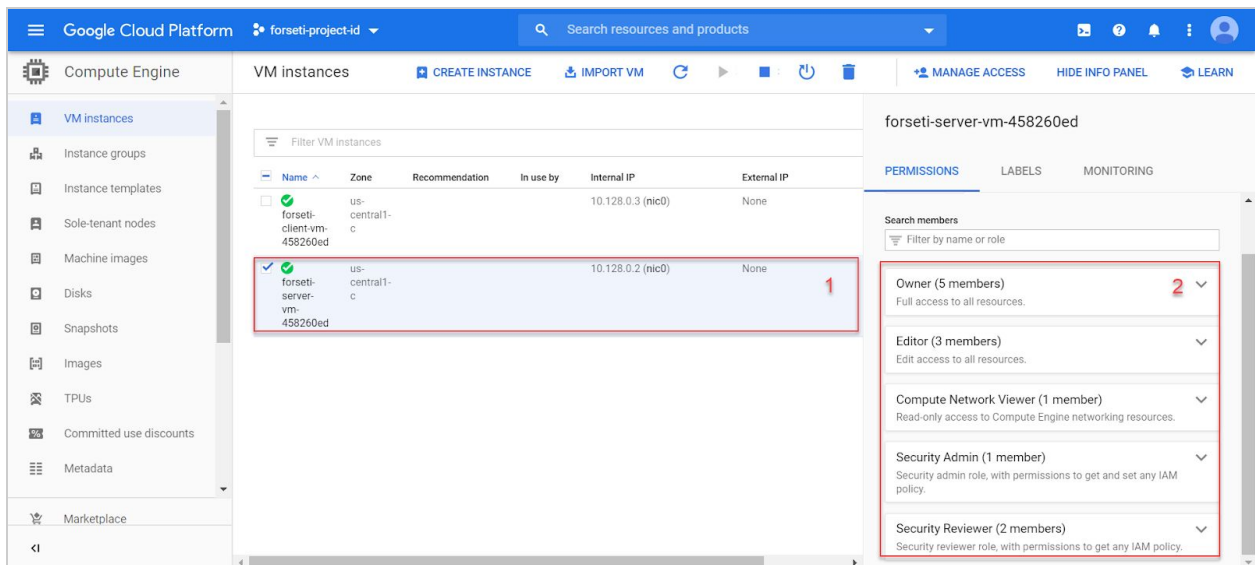 Google Cloud Platform forseti-project-id Search resources and products
Compute Engine VM instances CREATE INSTANCE IMPORT VM MANAGE ACCESS HIDE INFO PANEL LEARN
VM instances
Instance groups
Instance templates
Sole-tenant nodes
Machine images
Disks
Snapshots
Images
TPUs
Committed use discounts
Metadata
Marketplace
Filter VM instances
Name Zone Recommendation In use by Internal IP External IP
forseti-
client-vm-
458260ed
us-
central1-
c
10.128.0.3 (nic0)
None
forseti-
server-
vm-
458260ed
us-
central1-
c
10.128.0.2 (nic0)
None
1
forseti-server-vm-458260ed
PERMISSIONS LABELS MONITORING
Search members
Filter by name or role
Owner (5 members) 2
Full access to all resources.
Editor (3 members)
Edit access to all resources.
Compute Network Viewer (1 member)
Read-only access to Compute Engine networking resources.
Security Admin (1 member)
Security admin role, with permissions to get and set any IAM
policy.
Security Reviewer (2 members)
Security reviewer role, with permissions to get any IAM policy.